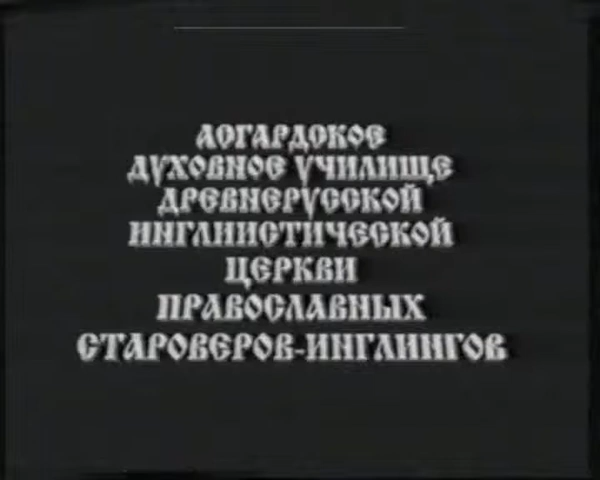 АСГАРДСКОЕ
ДУХОВНОЕ УЧИЛИЩЕ
ДРЕВНЕРУССКОЙ
ИНГЛИИСТИЧЕСКОЙ
ЦЕРКВИ
ПРАВОСЛАВНЫХ
СТАРОВЕРОВ-ИНГЛИНГОВ